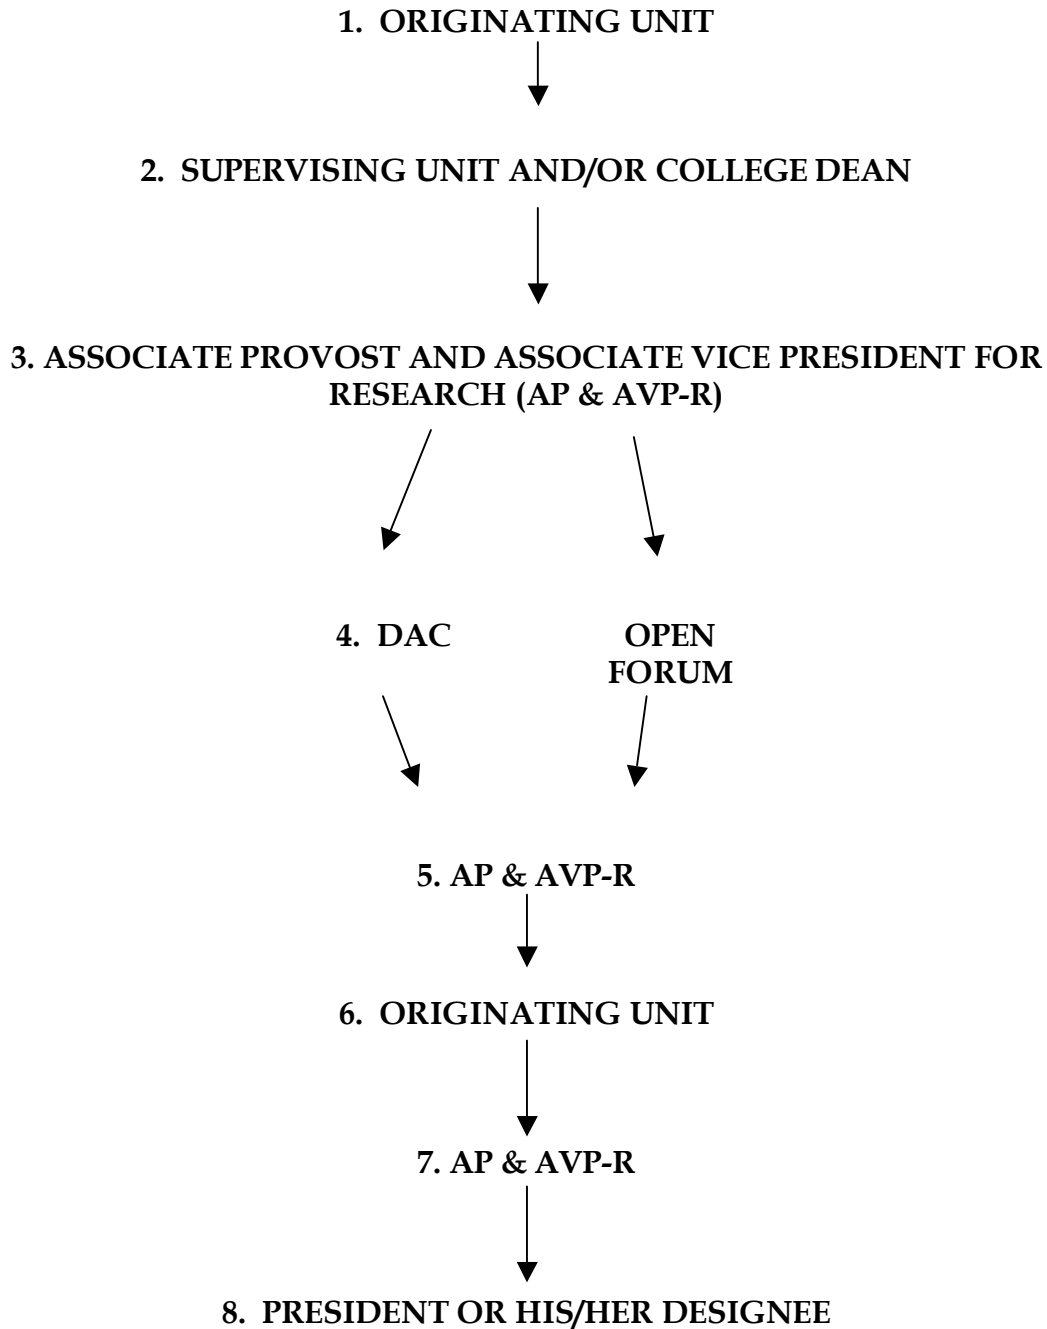 1. ORIGINATING UNIT
2. SUPERVISING UNIT AND/OR COLLEGE DEAN
3. ASSOCIATE PROVOST AND ASSOCIATE VICE PRESIDENT FOR
RESEARCH (AP & AVP-R)
4. DAC
OPEN
FORUM
5. AP & AVP-R
6. ORIGINATING UNIT
7. AP & AVP-R
8. PRESIDENT OR HIS/HER DESIGNEE